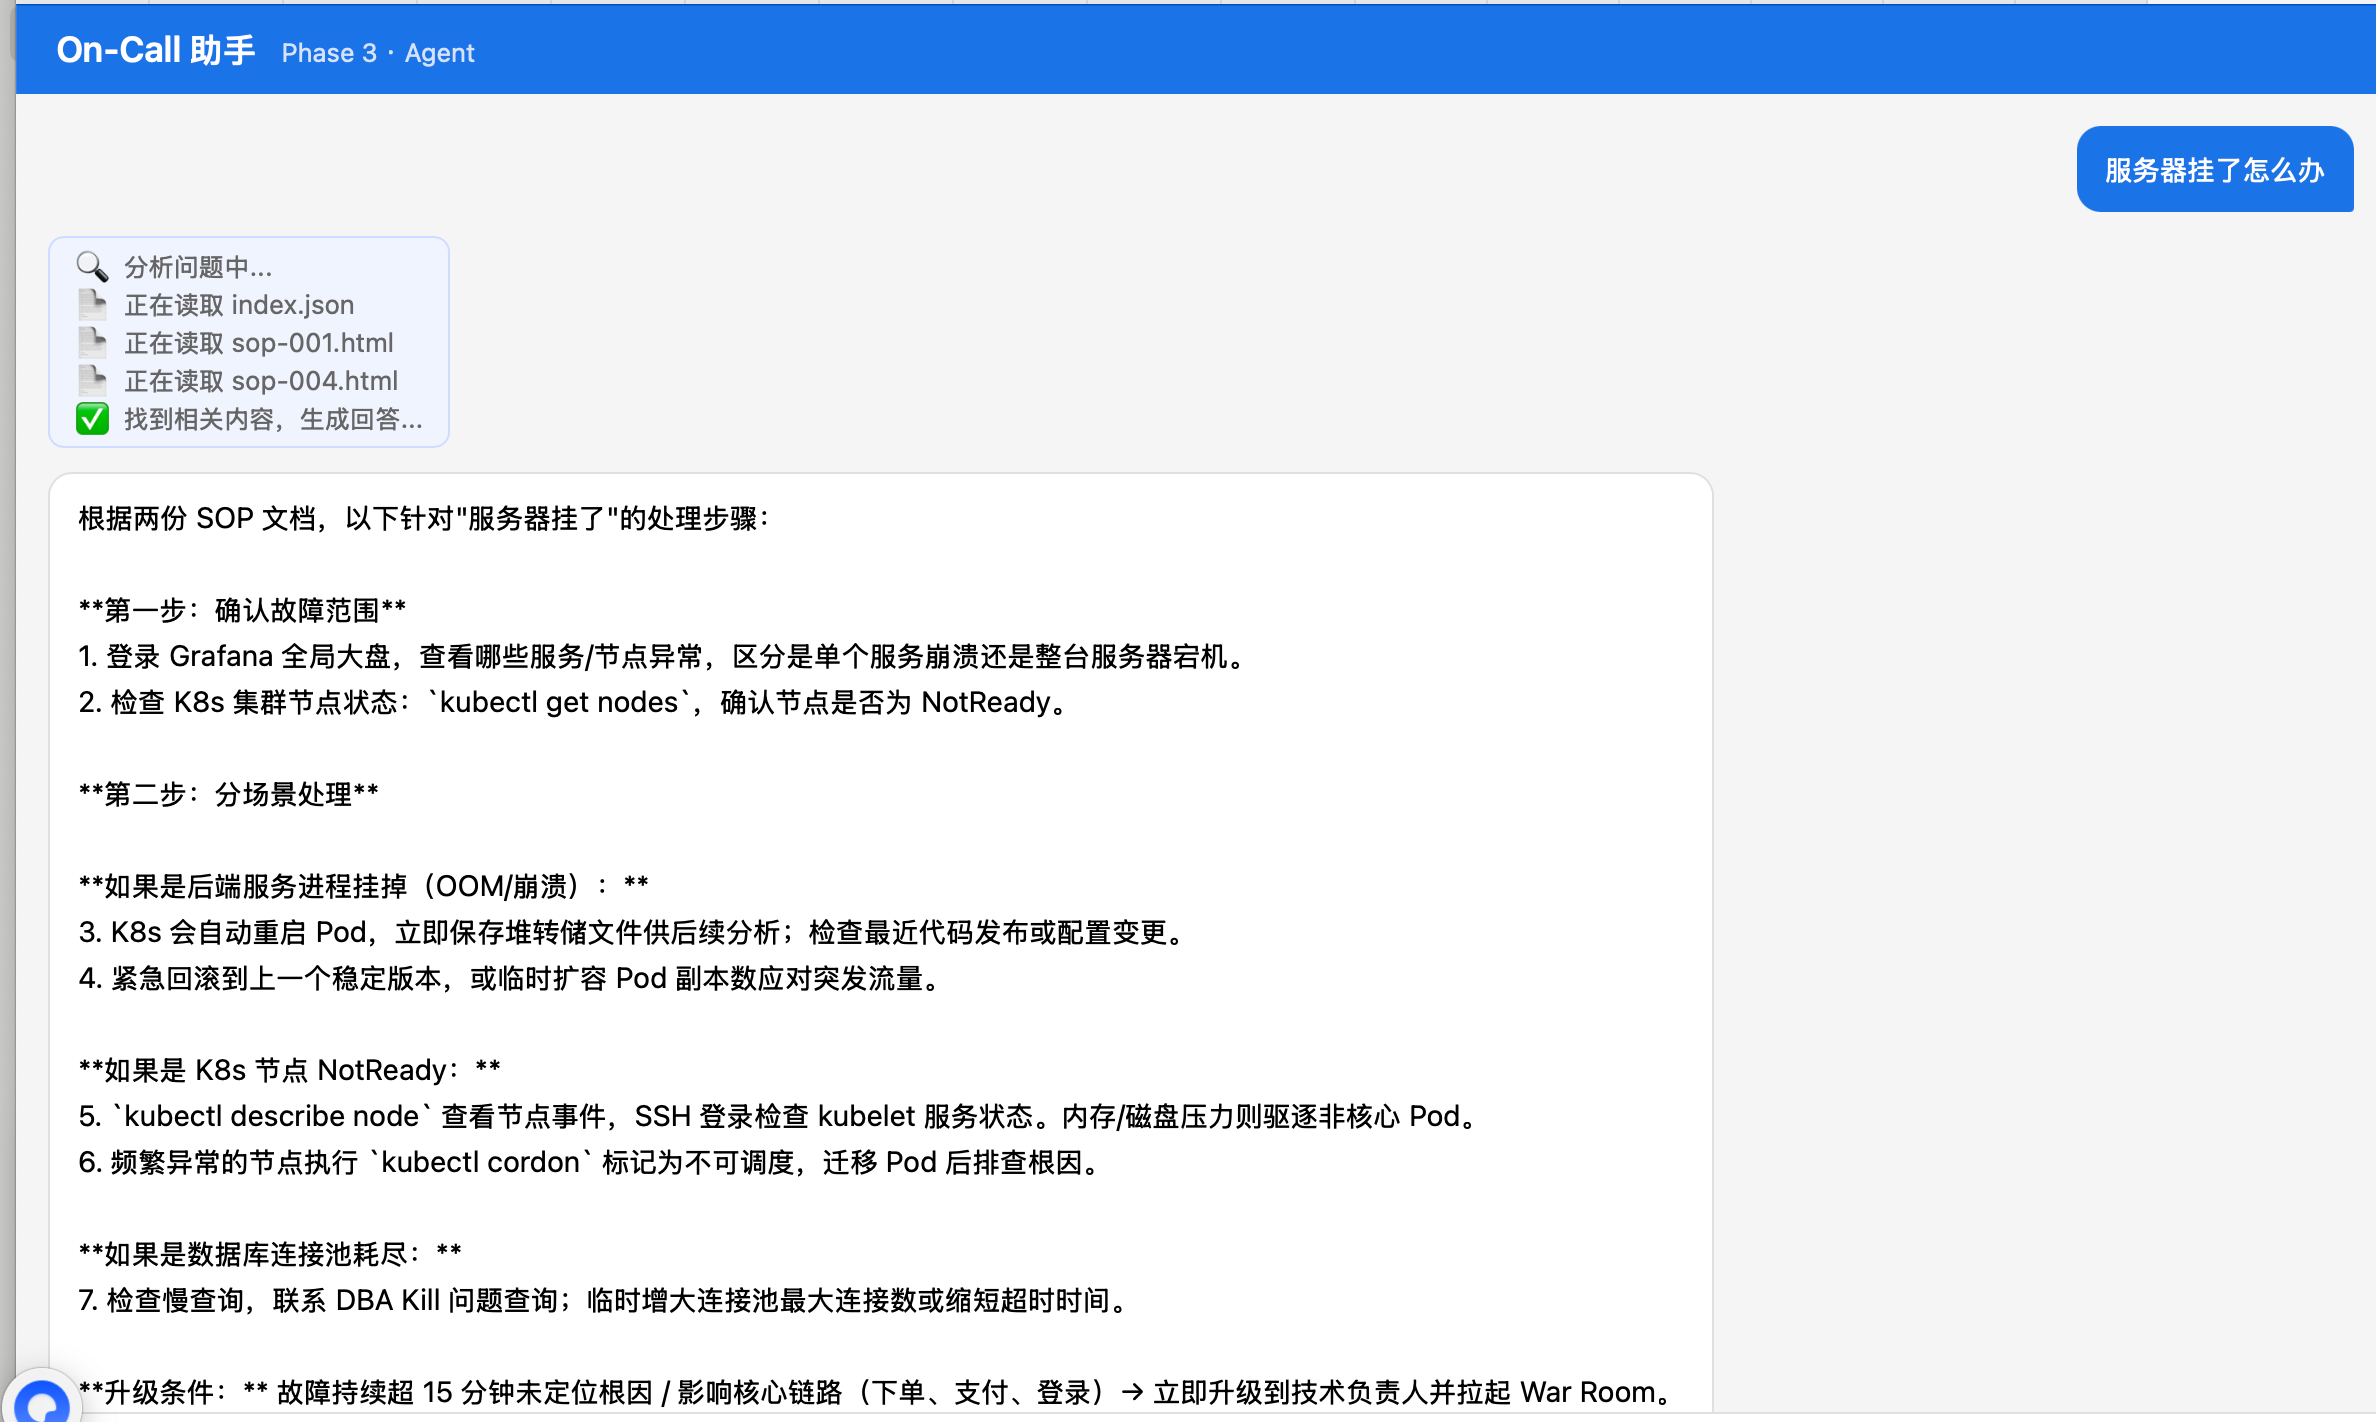 On-Call 助手 Phase 3 · Agent
服务器挂了怎么办
分析问题中...
正在读取 index.json
正在读取 sop-001.html
正在读取 sop-004.html
找到相关内容，生成回答...
根据两份 SOP 文档，以下针对"服务器挂了"的处理步骤：
**第一步：确认故障范围**
1. 登录 Grafana 全局大盘，查看哪些服务/节点异常，区分是单个服务崩溃还是整台服务器宕机。
2. 检查 K8s 集群节点状态：`kubectl get nodes`，确认节点是否为 NotReady。
**第二步：分场景处理**
**如果是后端服务进程挂掉（OOM/崩溃）：**
3. K8s 会自动重启 Pod，立即保存堆转储文件供后续分析；检查最近代码发布或配置变更。
4. 紧急回滚到上一个稳定版本，或临时扩容 Pod 副本数应对突发流量。
**如果是 K8s 节点 NotReady：**
5. `kubectl describe node` 查看节点事件，SSH 登录检查 kubelet 服务状态。内存/磁盘压力则驱逐非核心 Pod。
6. 频繁异常的节点执行 `kubectl cordon` 标记为不可调度，迁移 Pod 后排查根因。
**如果是数据库连接池耗尽：**
7. 检查慢查询，联系 DBA Kill 问题查询；临时增大连接池最大连接数或缩短超时时间。
**升级条件：** 故障持续超 15 分钟未定位根因 / 影响核心链路（下单、支付、登录）→ 立即升级到技术负责人并拉起 War Room。